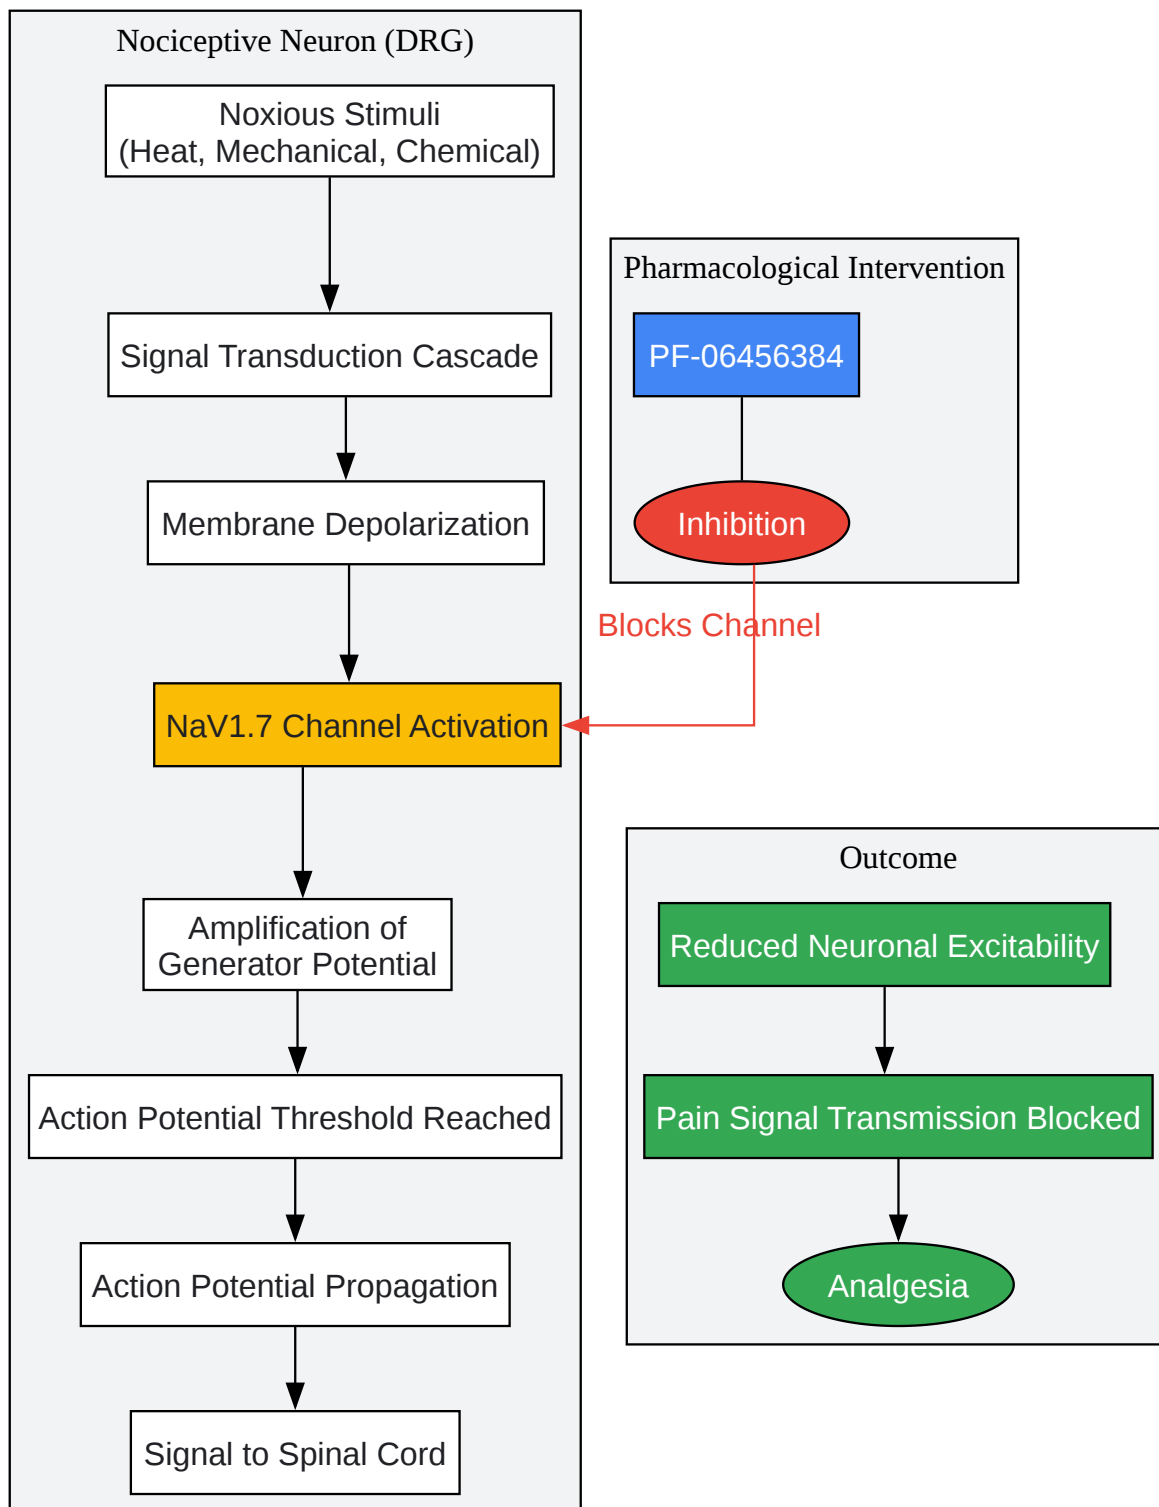 Nociceptive Neuron (DRG)
Noxious Stimuli
(Heat, Mechanical, Chemical)
Signal Transduction Cascade
Membrane Depolarization
NaV1.7 Channel Activation
Amplification of
Generator Potential
Action Potential Threshold Reached
Action Potential Propagation
Signal to Spinal Cord
Pharmacological Intervention
PF-06456384
Inhibition
Blocks Channel
Outcome
Reduced Neuronal Excitability
Pain Signal Transmission Blocked
Analgesia